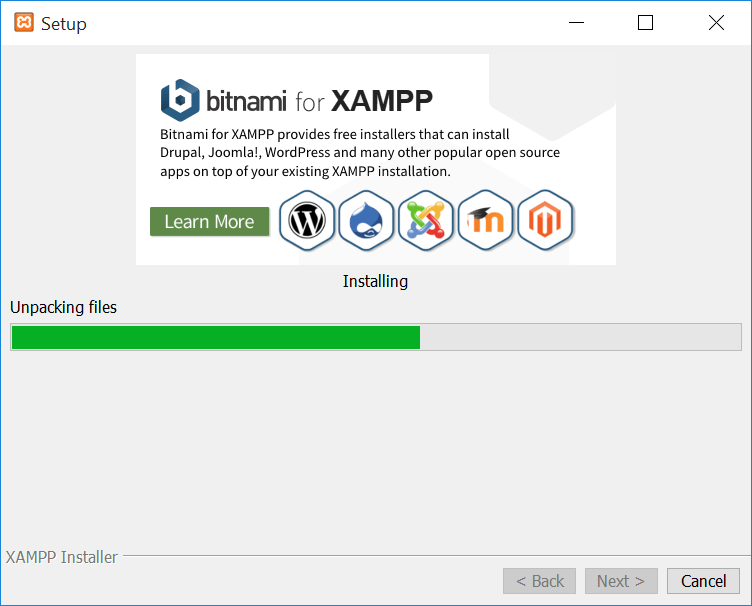 Setup
bitnami for XAMPP
Bitnami for XAMPP provides free installers that can install
Drupal, Joomla!, WordPress and many other popular open source
apps on top of your existing XAMPP installation.
Learn More
Installing
Unpacking files
XAMPP Installer
< Back Next > Cancel